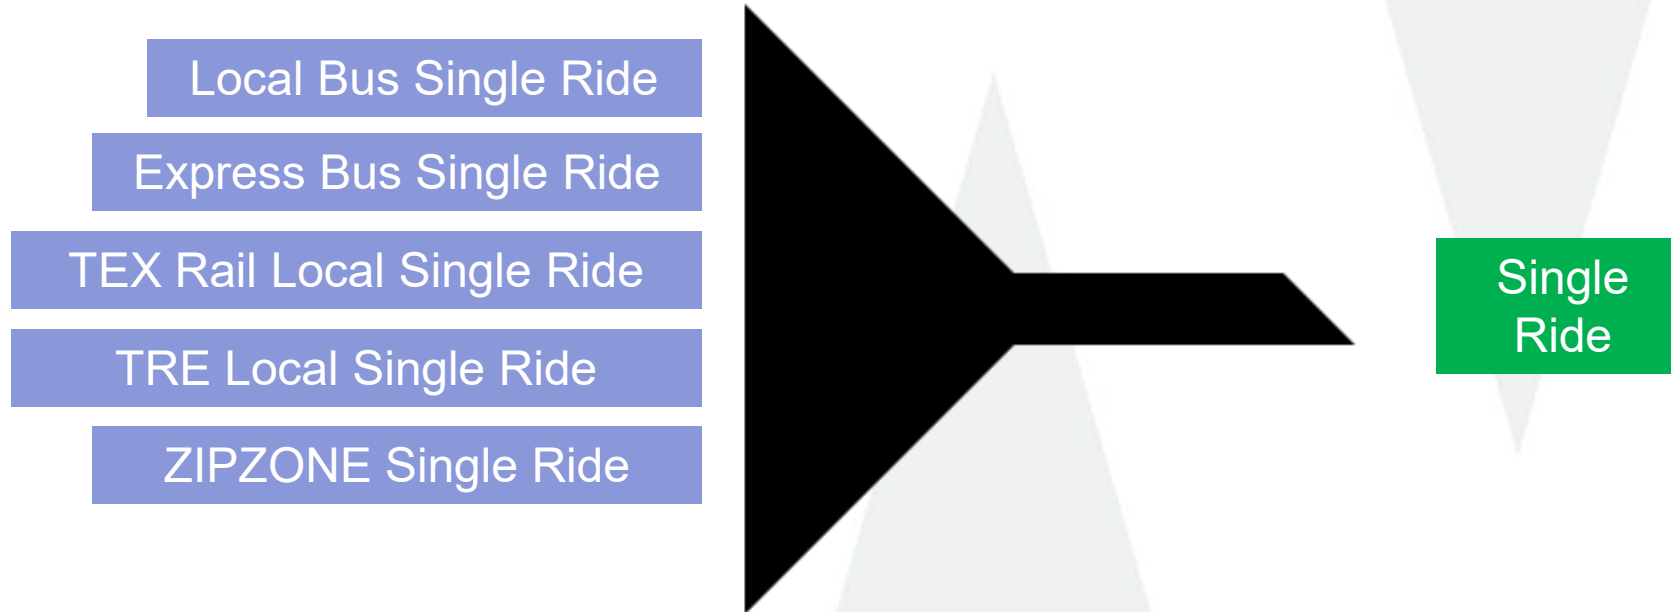 Local Bus Single Ride
Express Bus Single Ride
TEX Rail Local Single Ride
TRE Local Single Ride
ZIPZONE Single Ride
Single
Ride